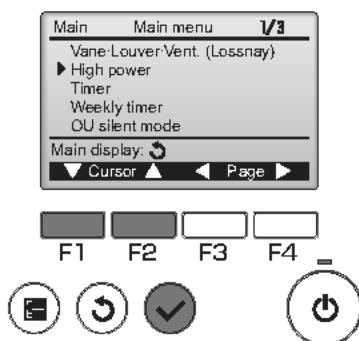 Main Main menu 1/3
Vane·Louver·Vent. (Lossnay)
High power
Timer
Weekly timer
OU silent mode
Main display:
Cursor Page
F1 F2 F3 F4